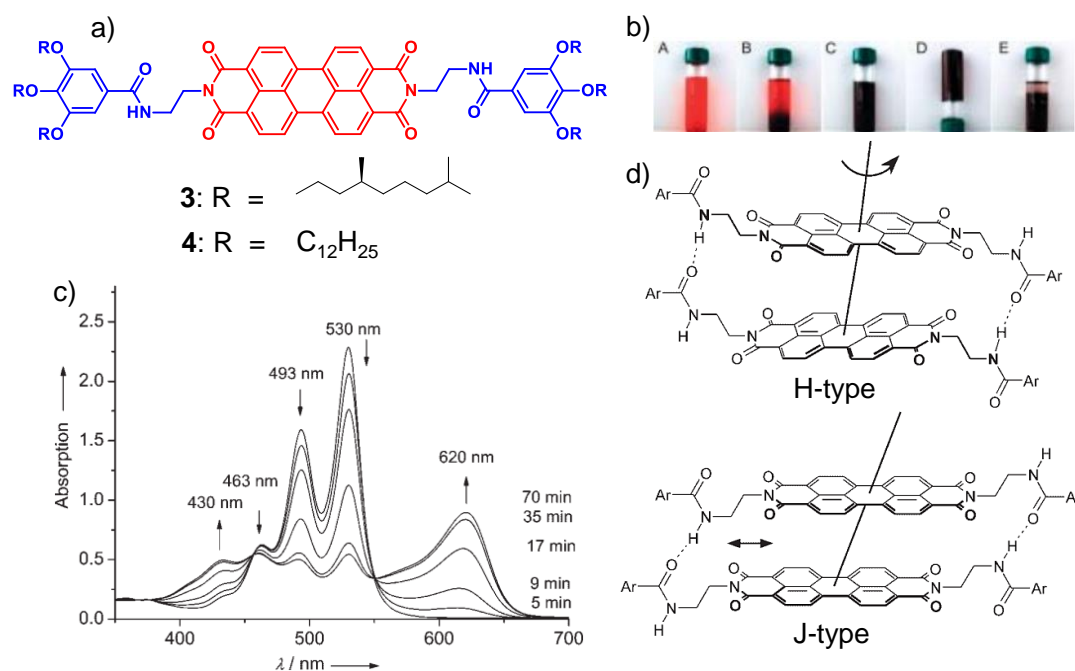 a)
RO
RO
RO
O
N
H
O
O
N
O
O
N
H
N
O
OR
OR
OR
3: R =
4: R = C12H25
b)
A B C D E
c)
Absorption
2.5
2.0
1.5
1.0
0.5
0.0
430 nm
463 nm
493 nm
530 nm
620 nm
70 min
35 min
17 min
9 min
5 min
400 500 600 700
λ / nm
d)
Ar
O
N
H
O
N
O
O
N
O
H
N
Ar
O
Ar
O
N
H
O
N
O
O
N
O
H
N
O
Ar
H-type
Ar
O
N
H
O
N
O
O
N
O
H
N
O
Ar
Ar
O
N
H
O
N
O
O
N
O
H
N
O
Ar
J-type